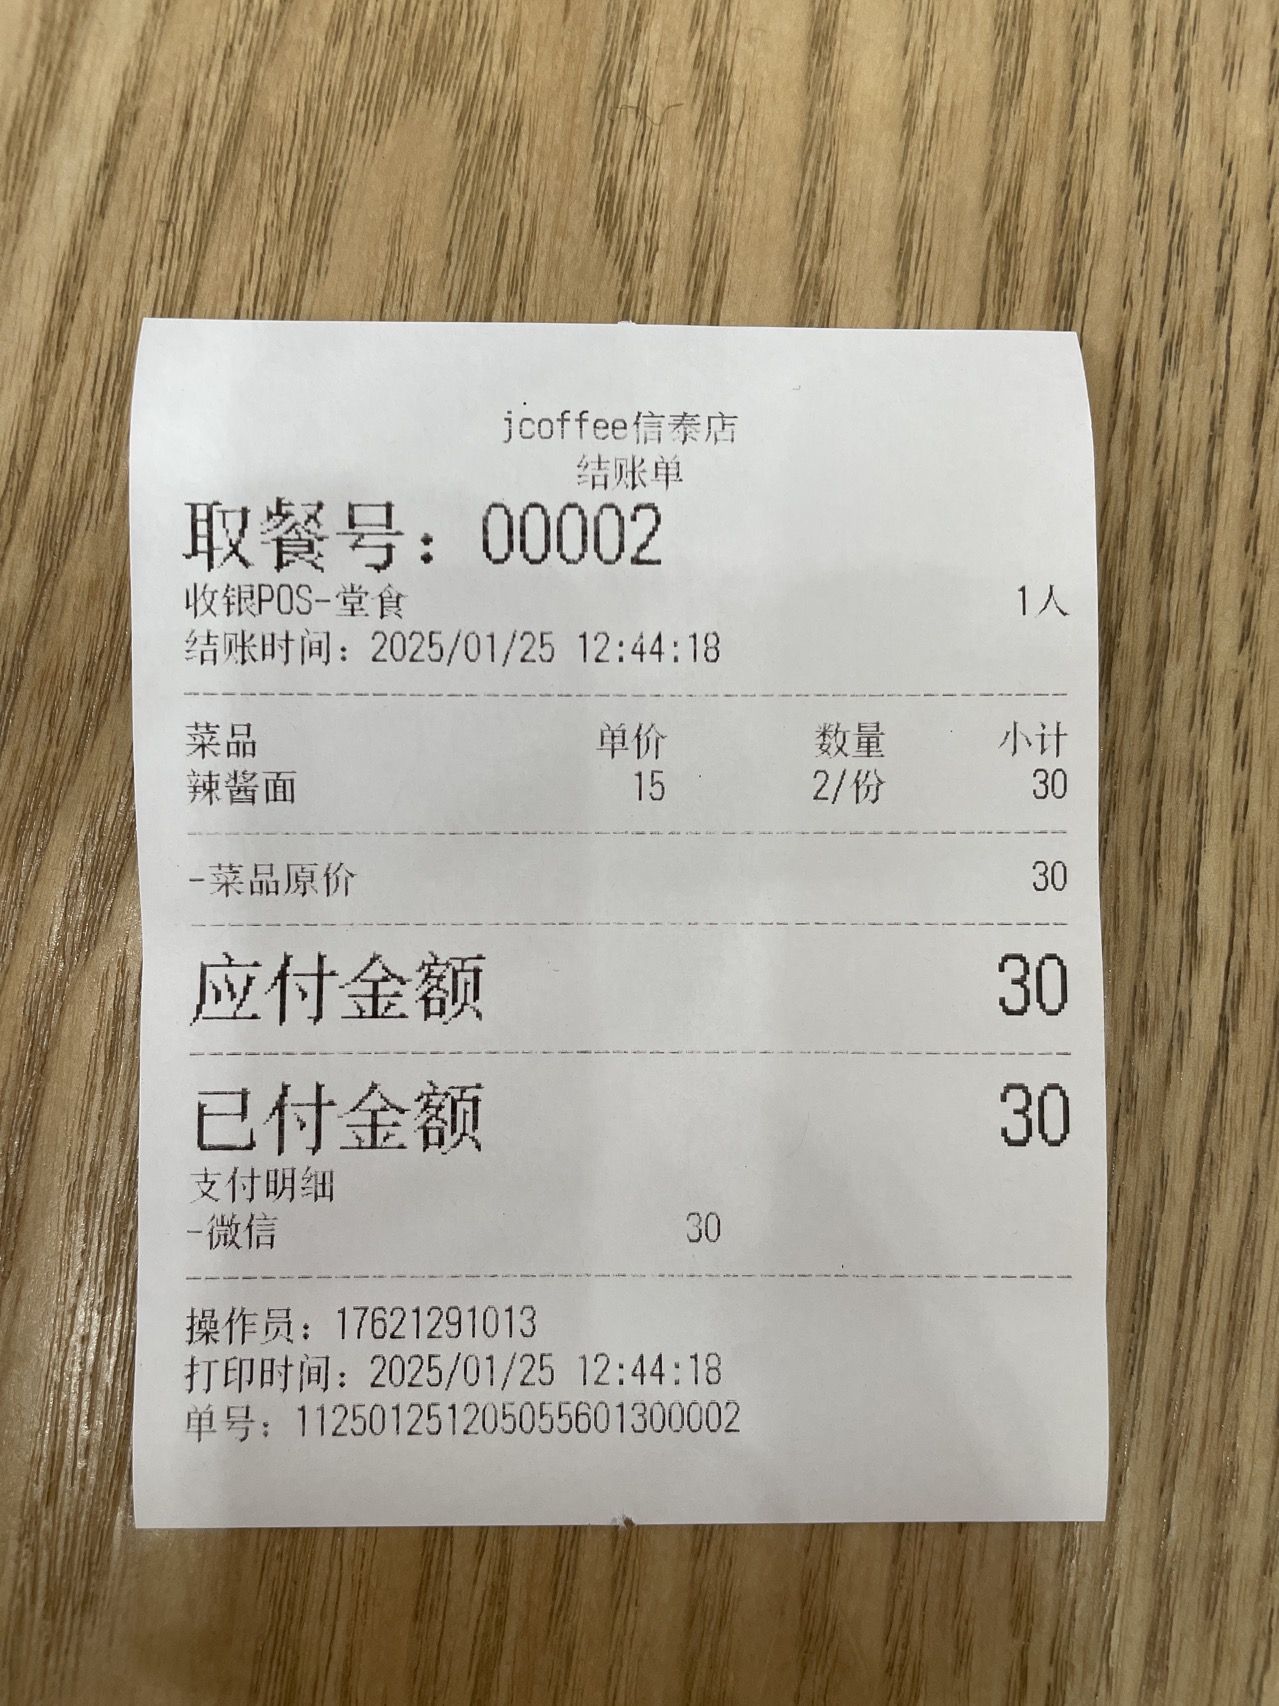 jcoffee信泰店
结账单
取餐号：00002
收银POS-堂食 1人
结账时间：2025/01/25 12:44:18
菜品 单价 数量 小计
辣酱面 15 2/份 30
-菜品原价 30
应付金额 30
已付金额 30
支付明细
-微信 30
操作员：17621291013
打印时间：2025/01/25 12:44:18
单号：112501251205055601300002